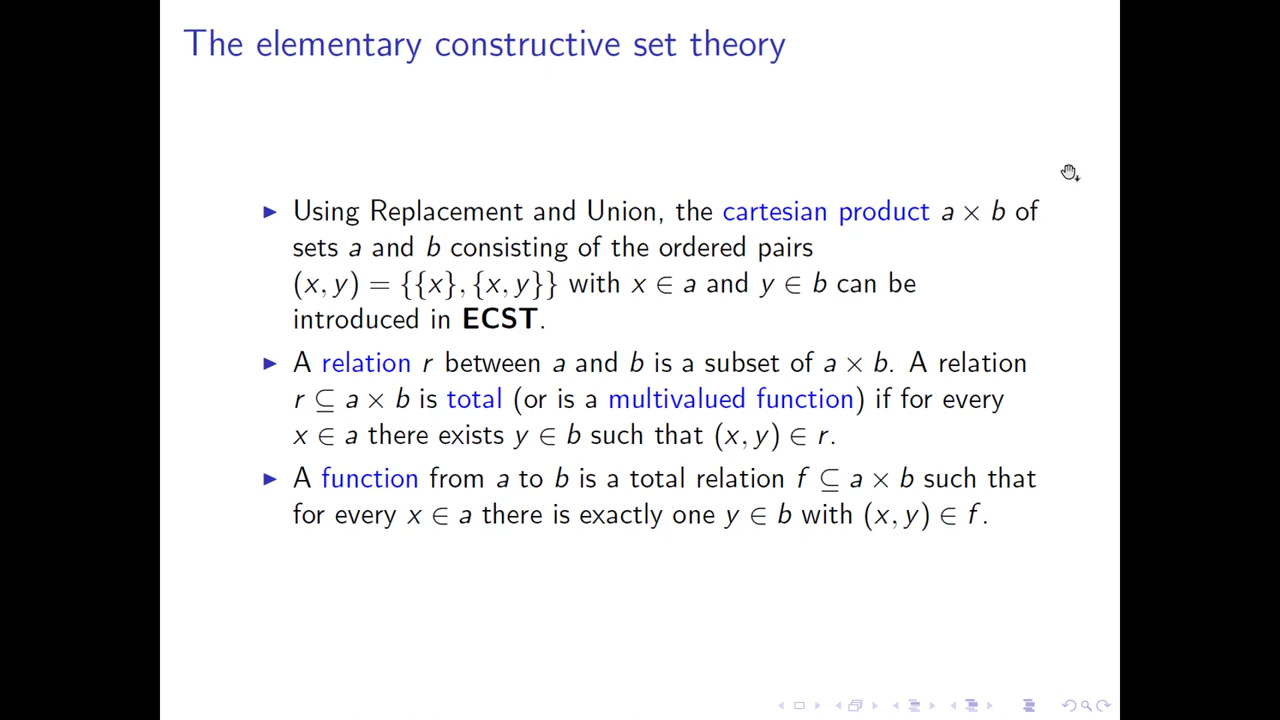 The elementary constructive set theory
▶ Using Replacement and Union, the cartesian product a × b of
sets a and b consisting of the ordered pairs
(x, y) = {{x}, {x, y}} with x ∈ a and y ∈ b can be
introduced in ECST.
▶ A relation r between a and b is a subset of a × b. A relation
r ⊆ a × b is total (or is a multivalued function) if for every
x ∈ a there exists y ∈ b such that (x, y) ∈ r.
▶ A function from a to b is a total relation f ⊆ a × b such that
for every x ∈ a there is exactly one y ∈ b with (x, y) ∈ f.